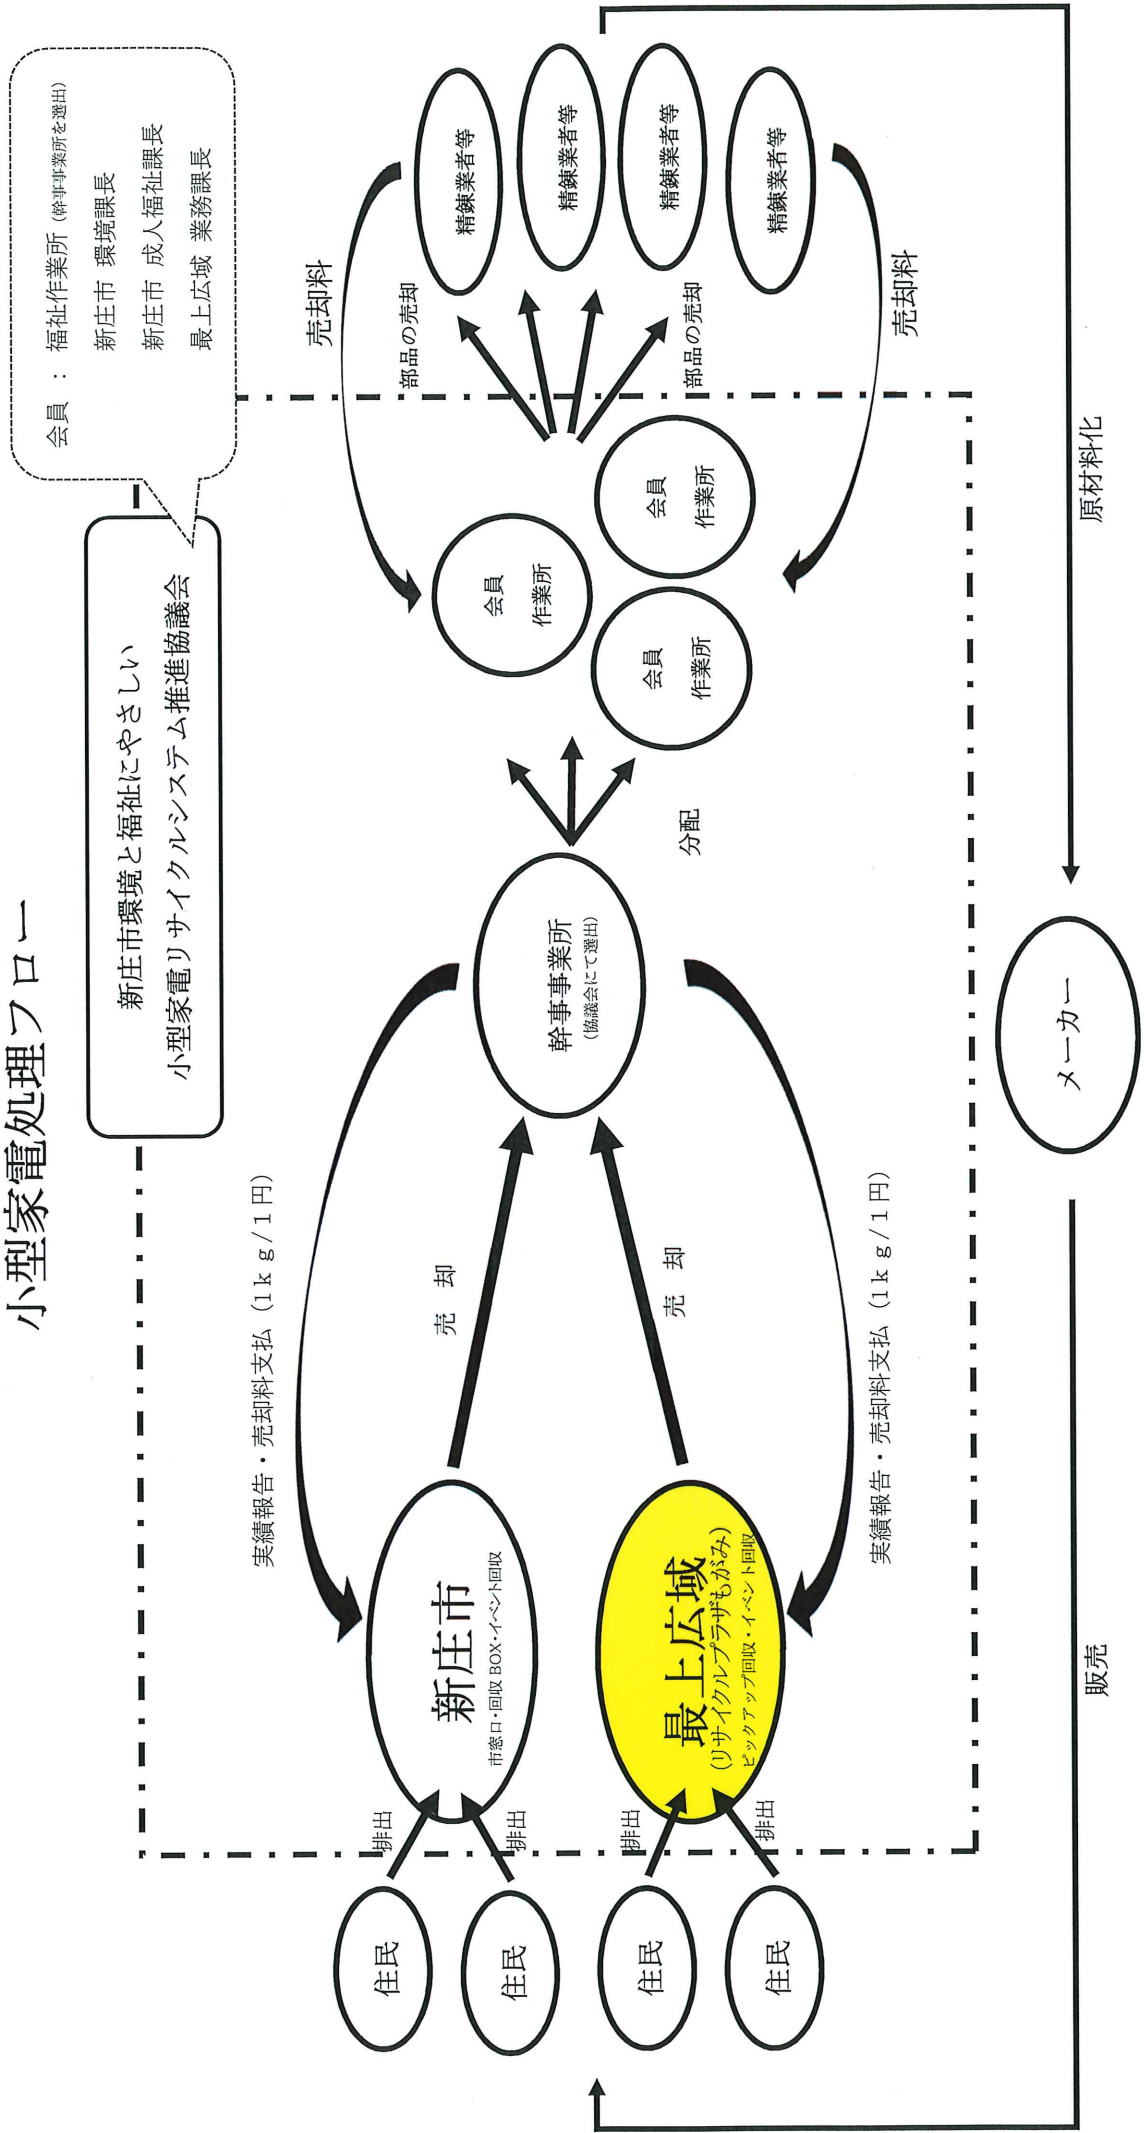 小型家電処理フロー
新庄市環境と福祉にやさしい
小型家電リサイクルシステム推進協議会
会員 : 福祉作業所 (幹事事業所を選出)
新庄市 環境課長
新庄市 成人福祉課長
最上広域 業務課長
住民
住民
住民
住民
排出
排出
排出
排出
新庄市
市窓口・回収 BOX・イベント回収
最上広域
(リサイクルプラザもがみ)
ピックアップ回収・イベント回収
実績報告・売却料支払 (1kg/1円)
売 却
売 却
実績報告・売却料支払 (1kg/1円)
幹事事業所
(協議会にて選出)
分配
会員
作業所
会員
作業所
会員
作業所
売却料
部品の売却
部品の売却
売却料
精錬業者等
精錬業者等
精錬業者等
精錬業者等
原材料化
メーカー
販売